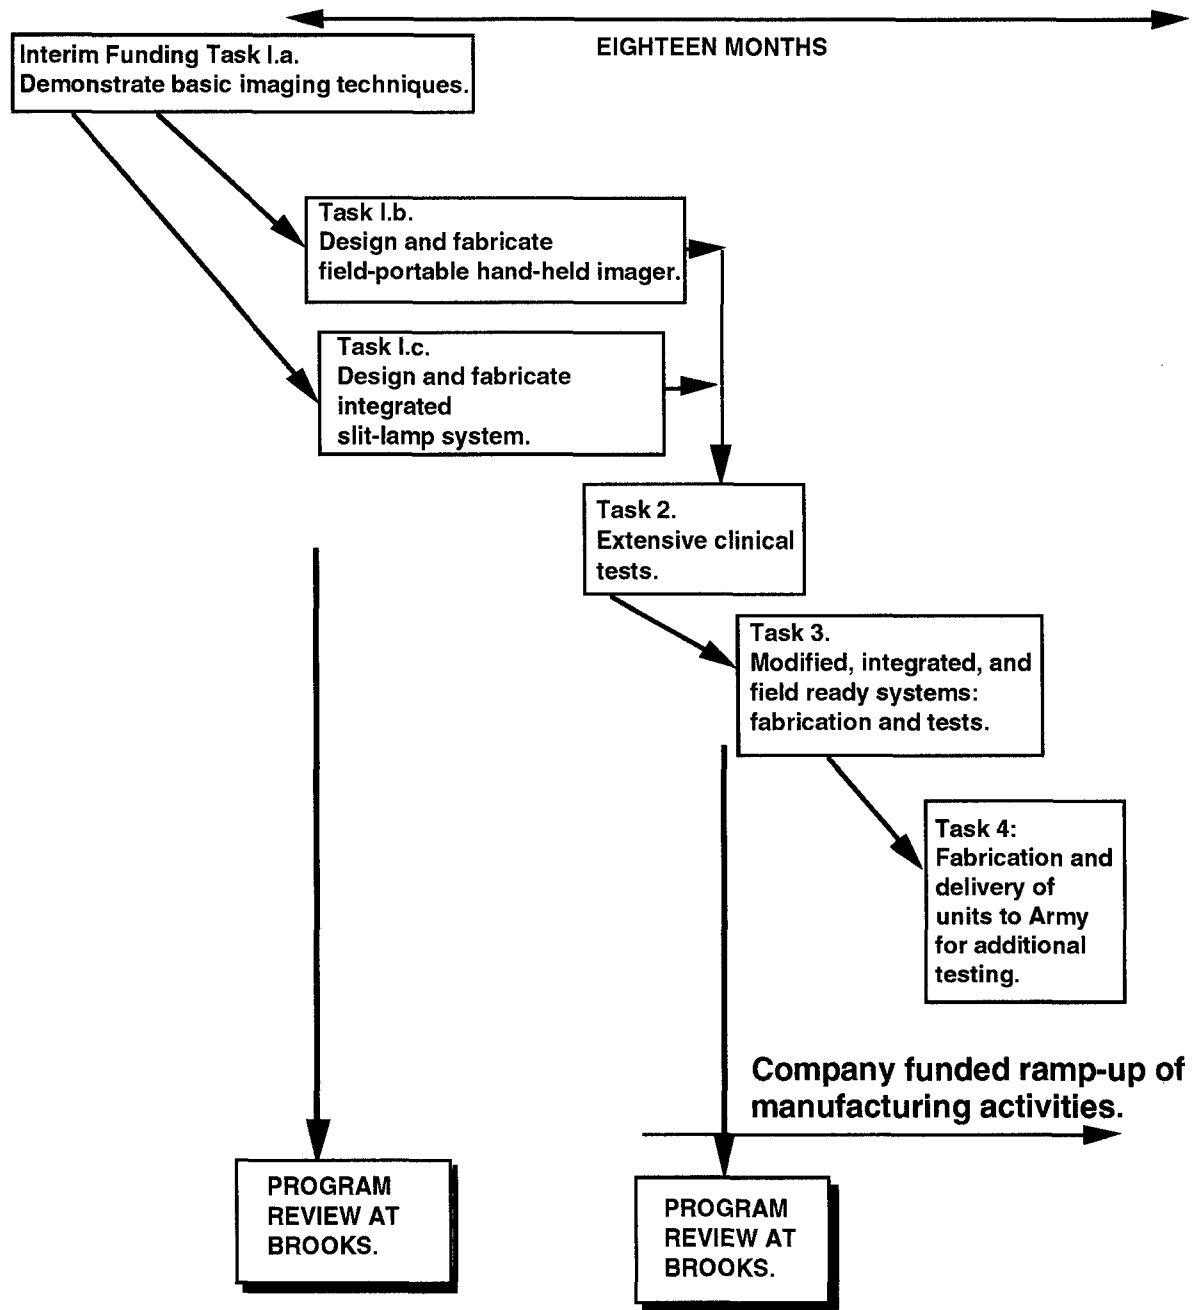 EIGHTEEN MONTHS
Interim Funding Task I.a.
Demonstrate basic imaging techniques.
Task I.b.
Design and fabricate
field-portable hand-held imager.
Task I.c.
Design and fabricate
integrated
slit-lamp system.
Task 2.
Extensive clinical
tests.
Task 3.
Modified, integrated, and
field ready systems:
fabrication and tests.
Task 4:
Fabrication and
delivery of
units to Army
for additional
testing.
Company funded ramp-up of
manufacturing activities.
PROGRAM
REVIEW AT
BROOKS.
PROGRAM
REVIEW AT
BROOKS.